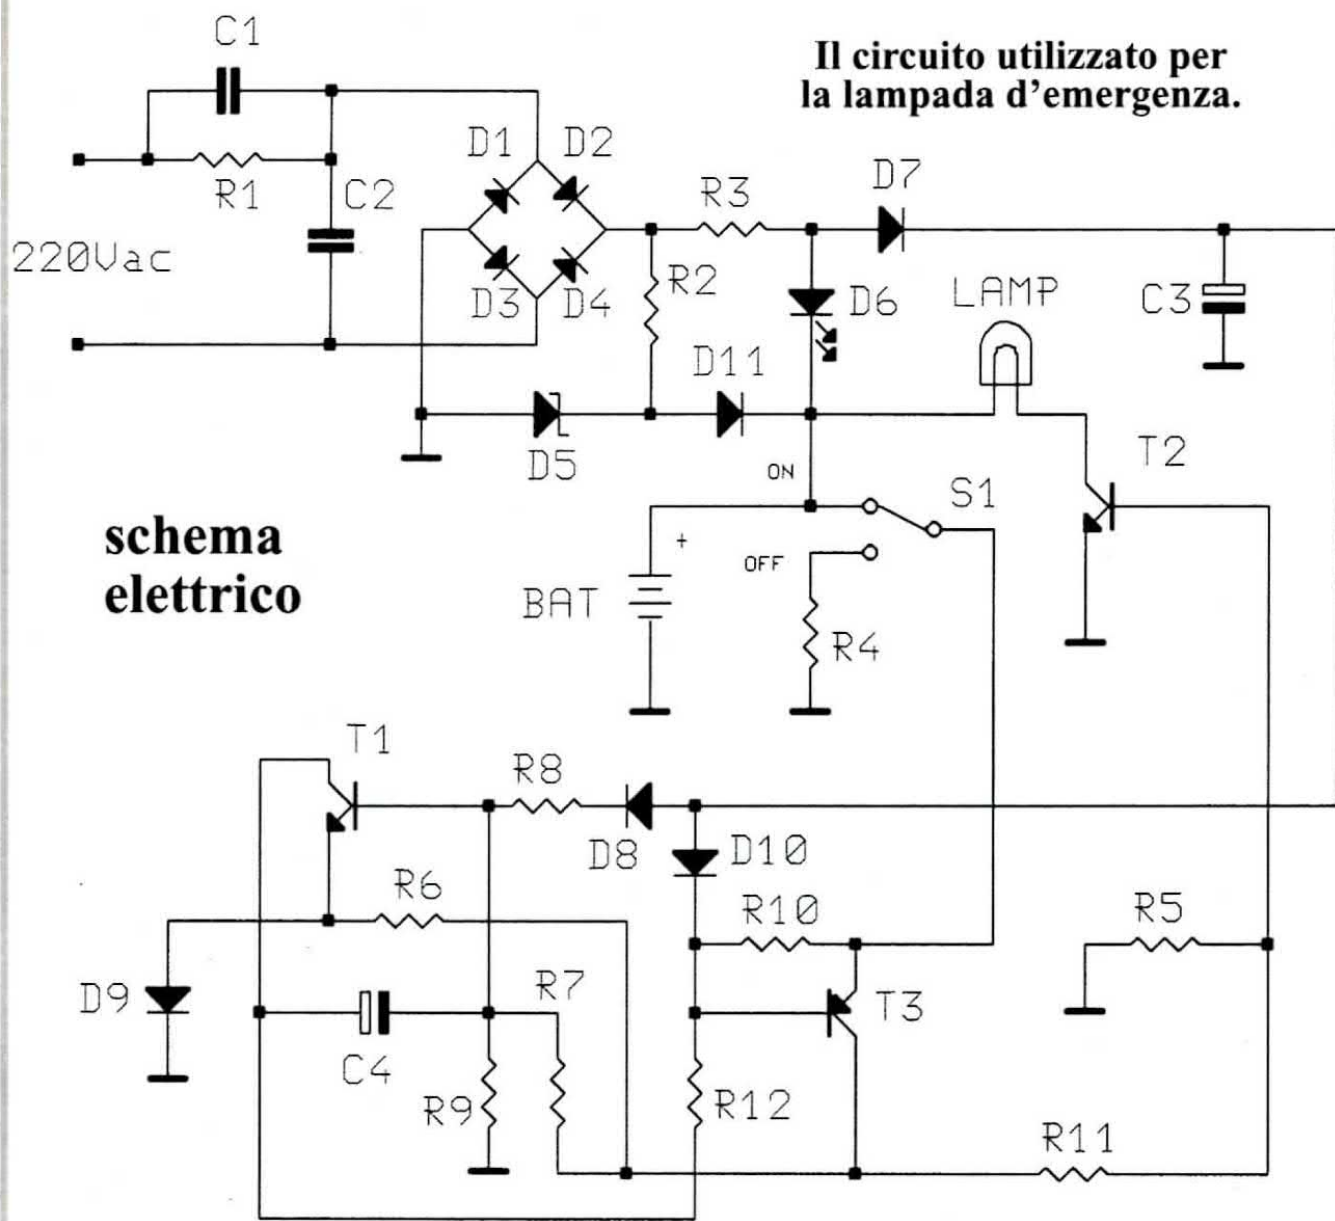 C1
Il circuito utilizzato per
la lampada d'emergenza.
D1 D2
R1 C2
R3
D7
220Vac
D3 D4
R2
D6
LAMP
C3
D11
D5
ON
S1
T2
schema
elettrico
+
OFF
BAT
R4
T1
R8
D8
D10
R6
R10
R5
D9
R7
T3
C4
R9
R12
R11